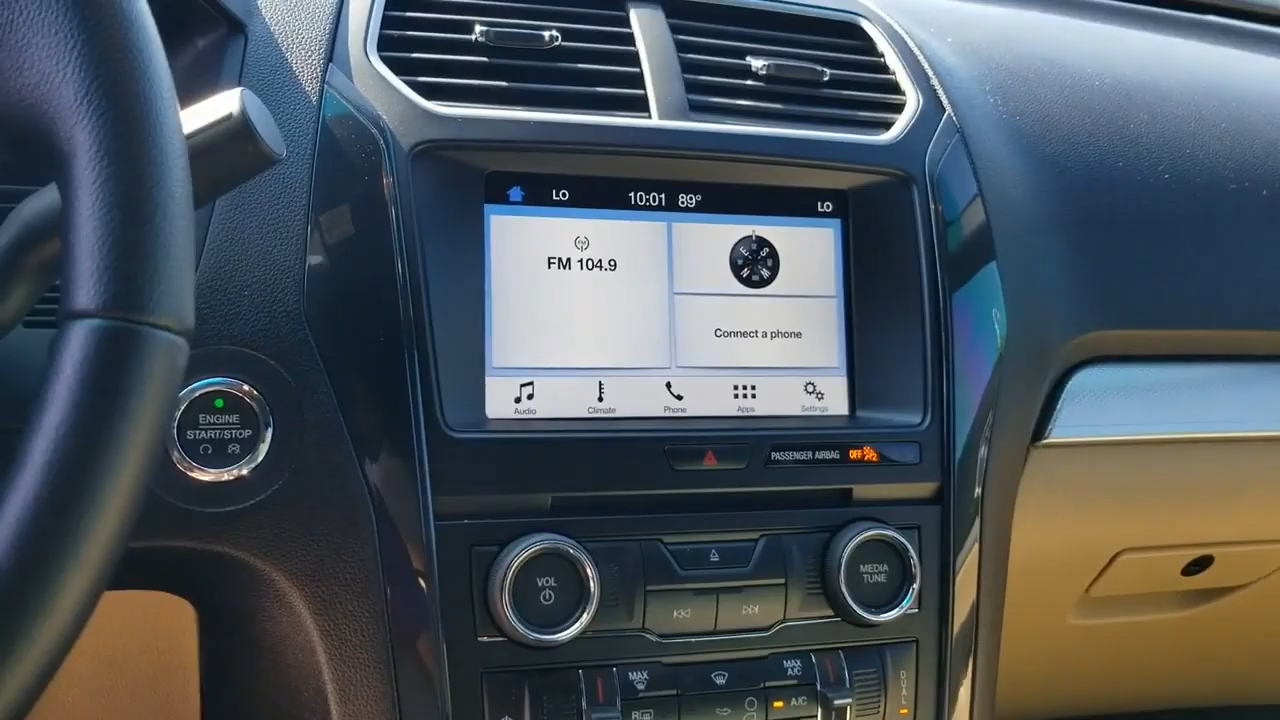 LO 10:01 89° LO
FM 104.9
Connect a phone
Audio Climate Phone Apps Settings
ENGINE
START/STOP
PASSENGER AIRBAG OFF
VOL
MEDIA
TUNE
MAX
MAX
A/C
R
A/C
DUAL